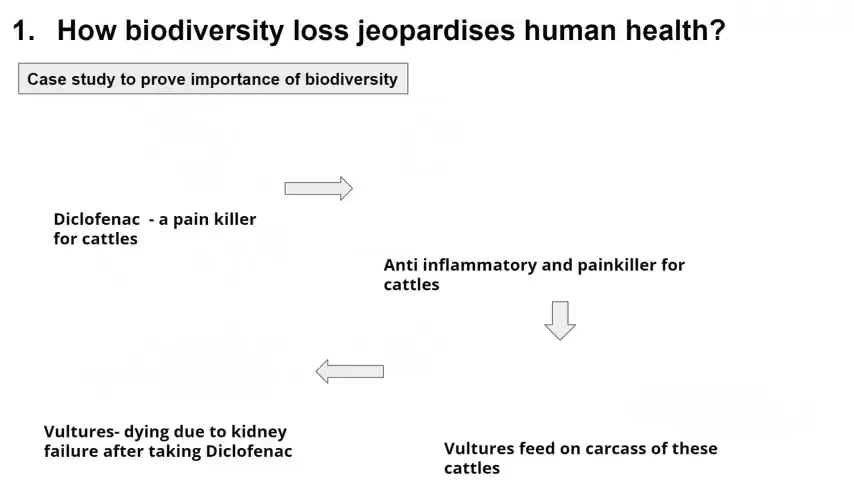 1. How biodiversity loss jeopardises human health?
Case study to prove importance of biodiversity
Diclofenac - a pain killer
for cattles
Anti inflammatory and painkiller for
cattles
Vultures- dying due to kidney
failure after taking Diclofenac
Vultures feed on carcass of these
cattles